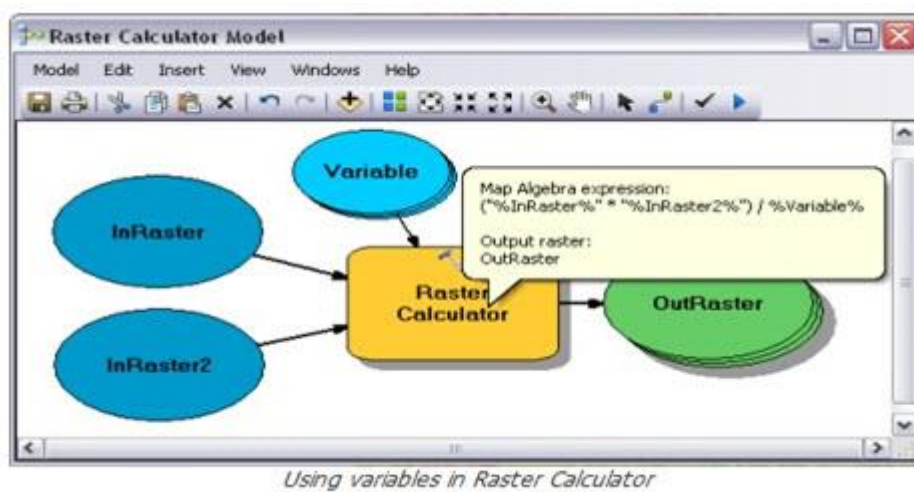 Raster Calculator Model
Model Edit Insert View Windows Help
Variable
InRaster
Map Algebra expression:
("%InRaster%" * "%InRaster2%") / %Variable%
Output raster:
OutRaster
Raster
Calculator
OutRaster
InRaster2
Using variables in Raster Calculator